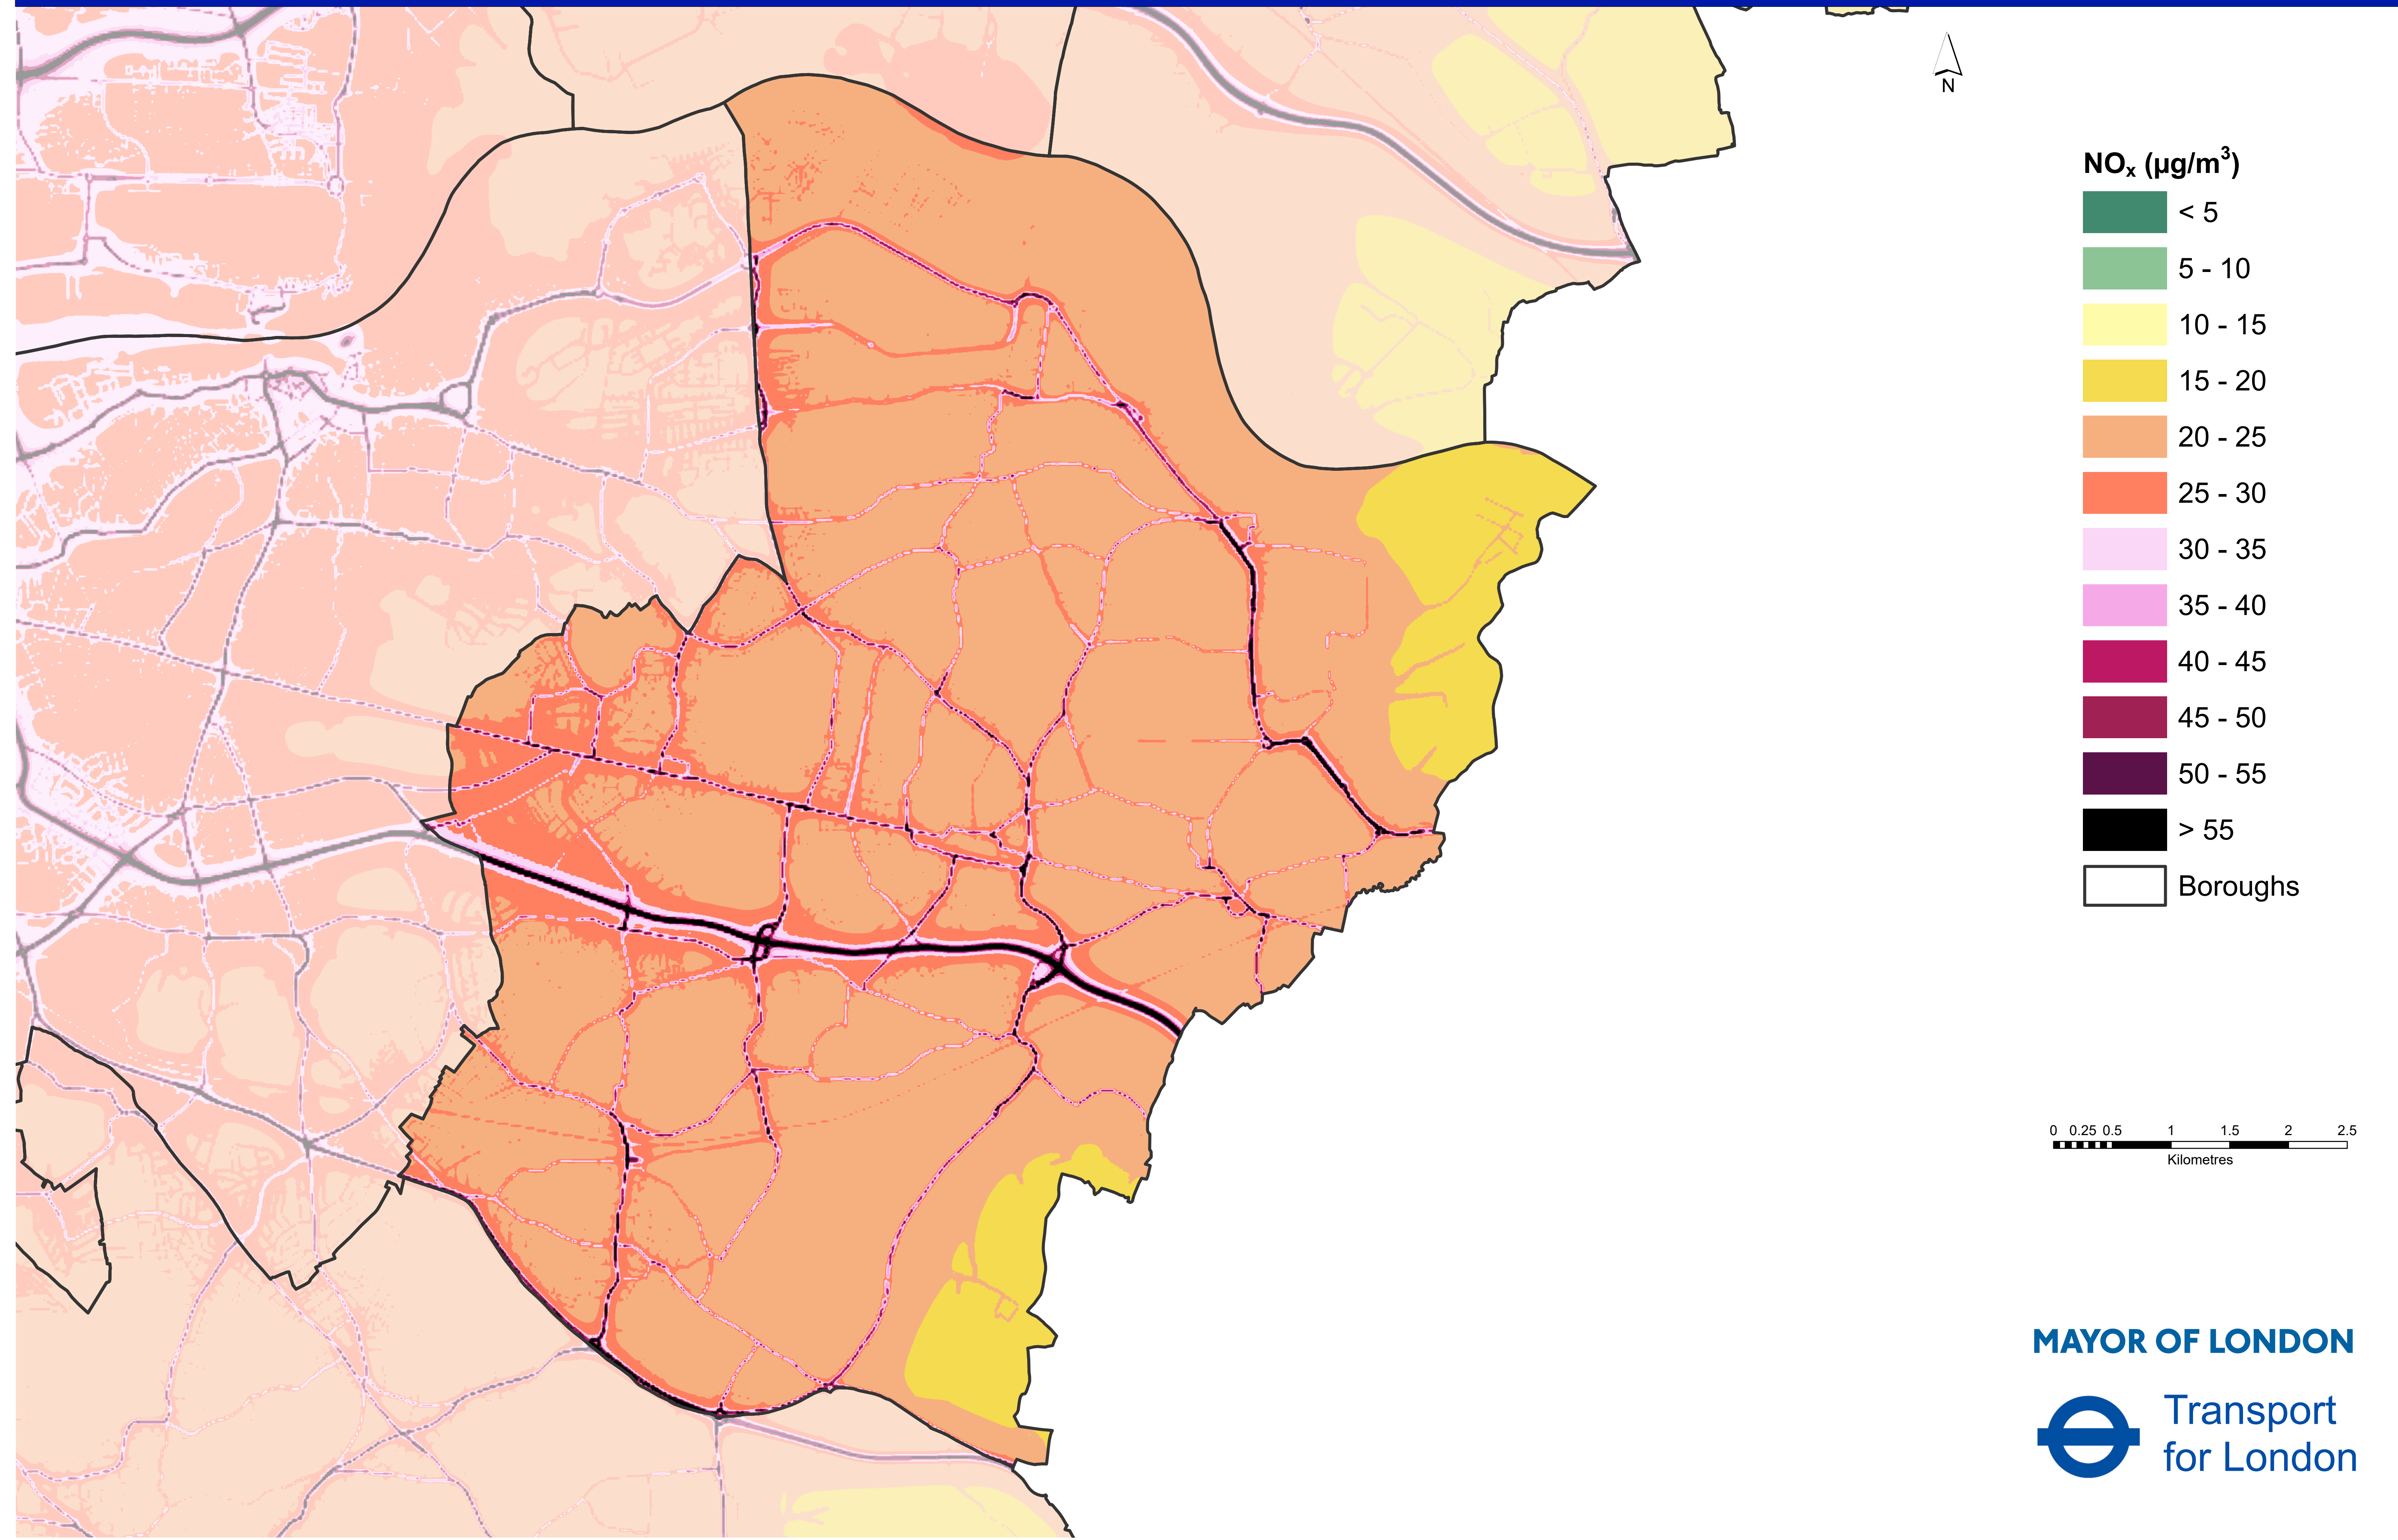 N
NOₓ (µg/m³)
< 5
5 - 10
10 - 15
15 - 20
20 - 25
25 - 30
30 - 35
35 - 40
40 - 45
45 - 50
50 - 55
> 55
Boroughs
0 0.25 0.5 1 1.5 2 2.5
Kilometres
MAYOR OF LONDON
Transport
for London